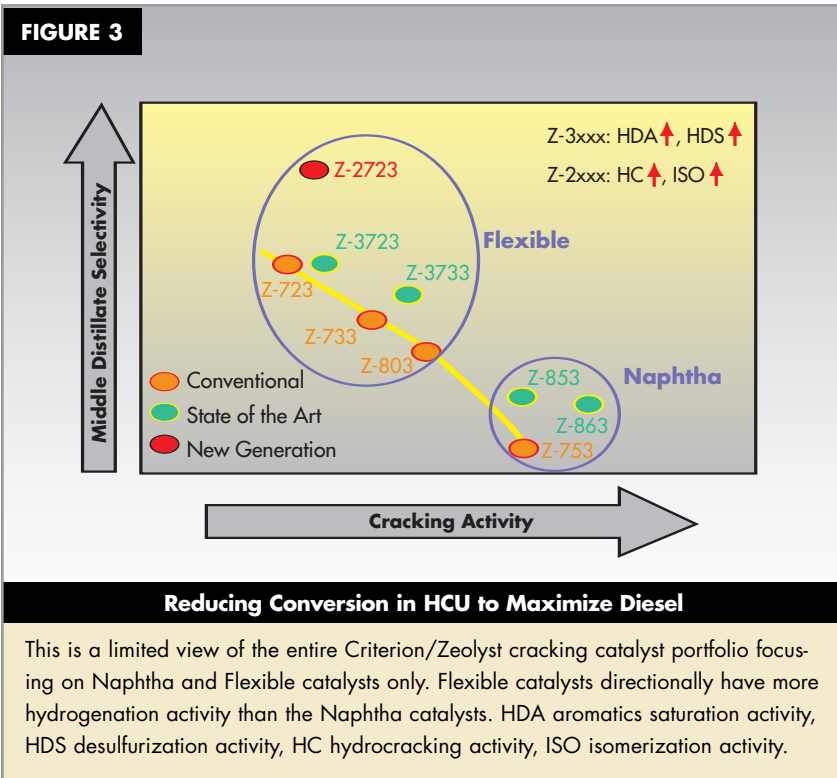 FIGURE 3
Middle Distillate Selectivity
Z-3xxx: HDA↑, HDS↑
Z-2xxx: HC↑, ISO↑
Z-2723
Flexible
Z-3723
Z-3733
Z-723
Z-733
Z-803
Z-853
Naphtha
Z-863
Z-753
Conventional
State of the Art
New Generation
Cracking Activity
Reducing Conversion in HCU to Maximize Diesel
This is a limited view of the entire Criterion/Zeolyst cracking catalyst portfolio focus-
ing on Naphtha and Flexible catalysts only. Flexible catalysts directionally have more
hydrogenation activity than the Naphtha catalysts. HDA aromatics saturation activity,
HDS desulfurization activity, HC hydrocracking activity, ISO isomerization activity.